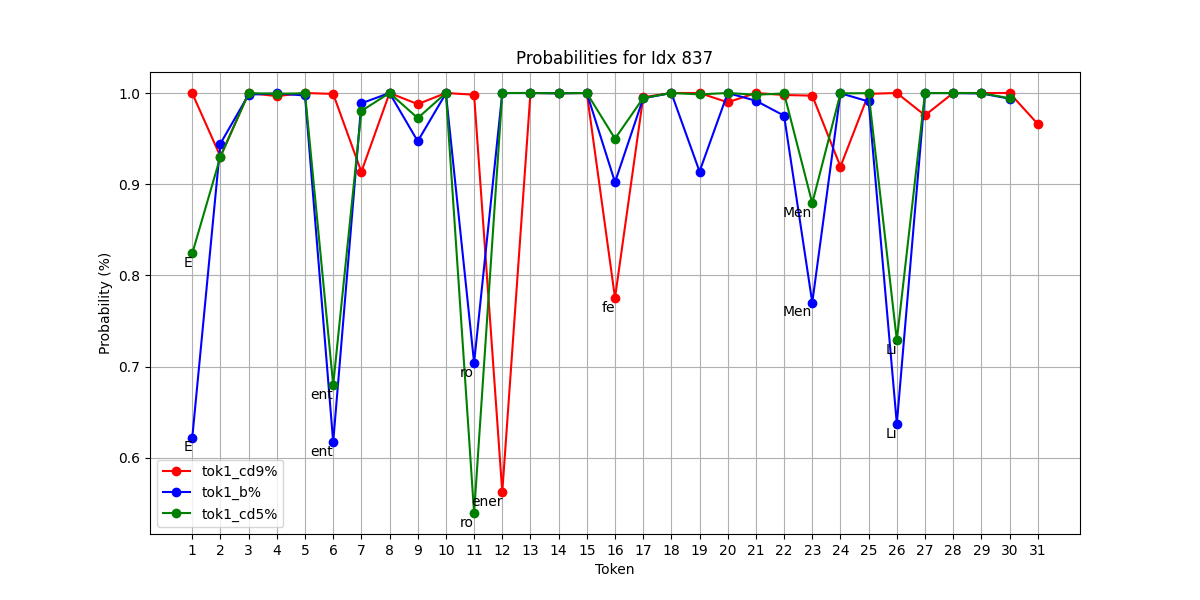 Probabilities for Idx 837
Probability (%)
1.0
0.9
0.8
0.7
0.6
E
E
ent
ent
ro
ro
ener
fe
Men
Men
Li
Li
tok1_cd9%
tok1_b%
tok1_cd5%
1 2 3 4 5 6 7 8 9 10 11 12 13 14 15 16 17 18 19 20 21 22 23 24 25 26 27 28 29 30 31
Token